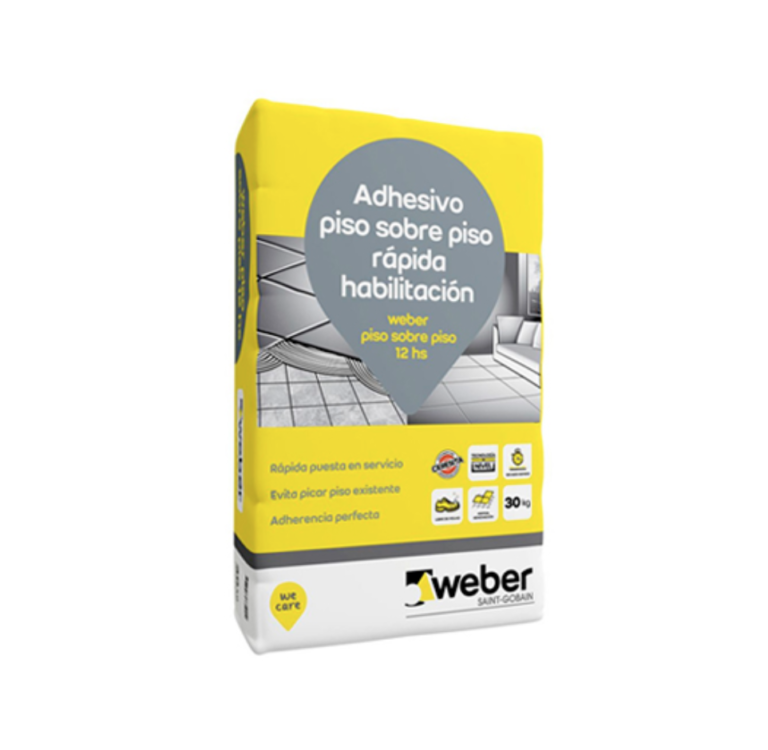 Adhesivo
piso sobre piso
rápida
habilitación
weber
piso sobre piso
12 hs
Rápida puesta en servicio
Evita picar piso existente
Adherencia perfecta
30 kg
we
care
weber
SAINT-GOBAIN
weber